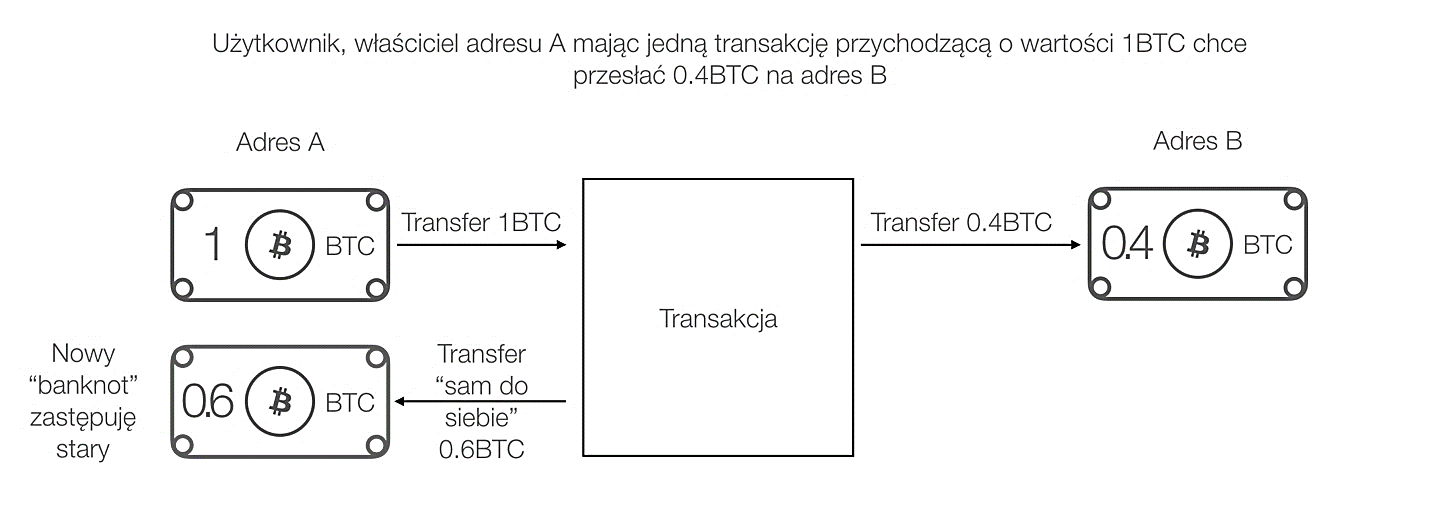 Użytkownik, właściciel adresu A mając jedną transakcję przychodzącą o wartości 1BTC chce
przesłać 0.4BTC na adres B
Adres A
Adres B
1 BTC
Transfer 1BTC
Transfer 0.4BTC
0.4 BTC
Transakcja
Nowy
“banknot”
zastępuję
stary
0.6 BTC
Transfer
“sam do
siebie”
0.6BTC